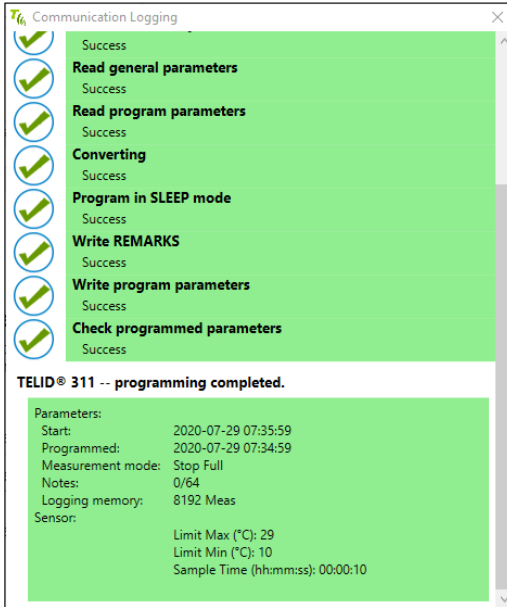 Communication Logging
Success
Read general parameters
Success
Read program parameters
Success
Converting
Success
Program in SLEEP mode
Success
Write REMARKS
Success
Write program parameters
Success
Check programmed parameters
Success
TELID® 311 -- programming completed.
Parameters:
Start: 2020-07-29 07:35:59
Programmed: 2020-07-29 07:34:59
Measurement mode: Stop Full
Notes: 0/64
Logging memory: 8192 Meas
Sensor:
Limit Max (°C): 29
Limit Min (°C): 10
Sample Time (hh:mm:ss): 00:00:10